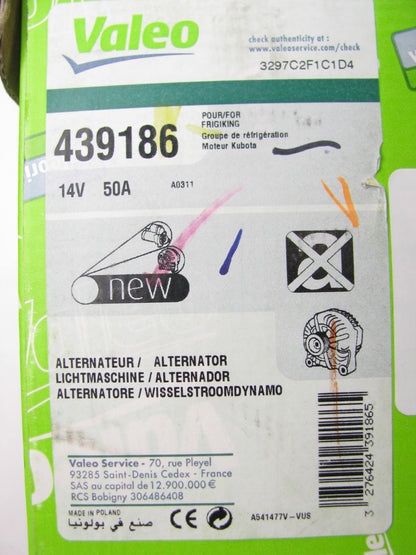 Valeo
check authenticity at :
www.valeoservice.com/check
3297C2F1C1D4
439186
POUR/FOR
FRIGIKING
Groupe de réfrigération
Moteur Kubota
14V 50A
A0311
new
a
ALTERNATEUR / ALTERNATOR
LICHTMASCHINE / ALTERNADOR
ALTERNATORE / WISSELSTROOMDYNAMO
Valeo Service - 70, rue Pleyel
93285 Saint-Denis Cedex - France
SAS au capital de 12.900.000 €
RCS Bobigny 306486408
MADE IN POLAND
صنع في بولونيا
CE
A541477V-VUS
3 276424 391865